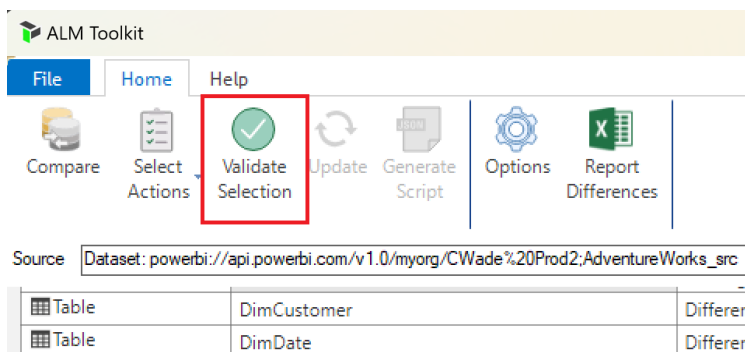 ALM Toolkit
File Home Help
Compare Select Actions Validate Selection Update Generate Script Options Report Differences
JSON
Source Dataset: powerbi://api.powerbi.com/v1.0/myorg/CWade%20Prod2;AdventureWorks_src
Table DimCustomer
Table DimDate